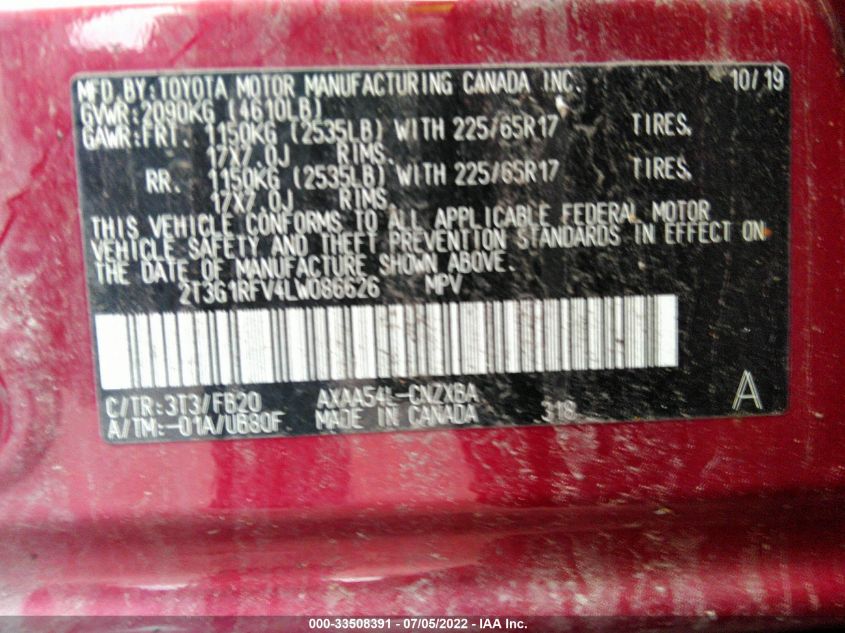 MFD.BY:TOYOTA MOTOR MANUFACTURING CANADA INC. 10/19
GVWR:2090KG (4610LB)
GAWR:FRT. 1150KG (2535LB) WITH 225/65R17 TIRES,
17X7.0J RIMS.
RR. 1150KG (2535LB) WITH 225/65R17 TIRES,
17X7.0J RIMS.
THIS VEHICLE CONFORMS TO ALL APPLICABLE FEDERAL MOTOR
VEHICLE SAFETY AND THEFT PREVENTION STANDARDS IN EFFECT ON
THE DATE OF MANUFACTURE SHOWN ABOVE.
2T3G1RFV4LW086626 MPV
C/TR:3T3/FB20 AXAA54L-CNZXBA
A/TM:-01A/UB80F MADE IN CANADA 318 A
000-33508391 - 07/05/2022 - IAA Inc.